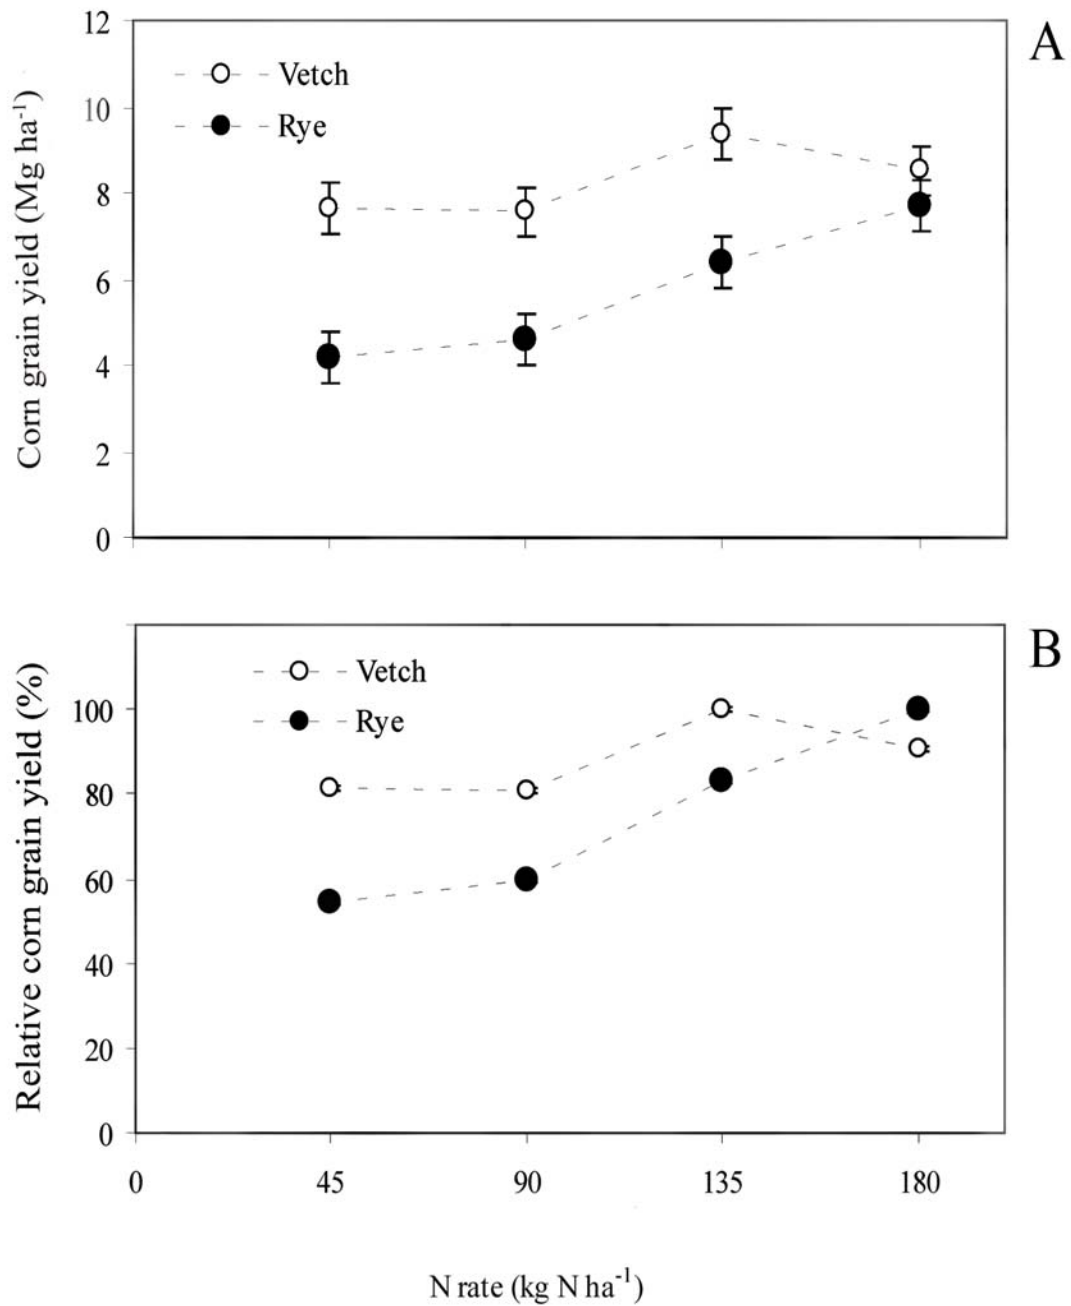 A
12
10
8
6
4
2
0
Corn grain yield (Mg ha⁻¹)
Vetch
Rye
B
100
80
60
40
20
0
Relative corn grain yield (%)
Vetch
Rye
0 45 90 135 180
N rate (kg N ha⁻¹)